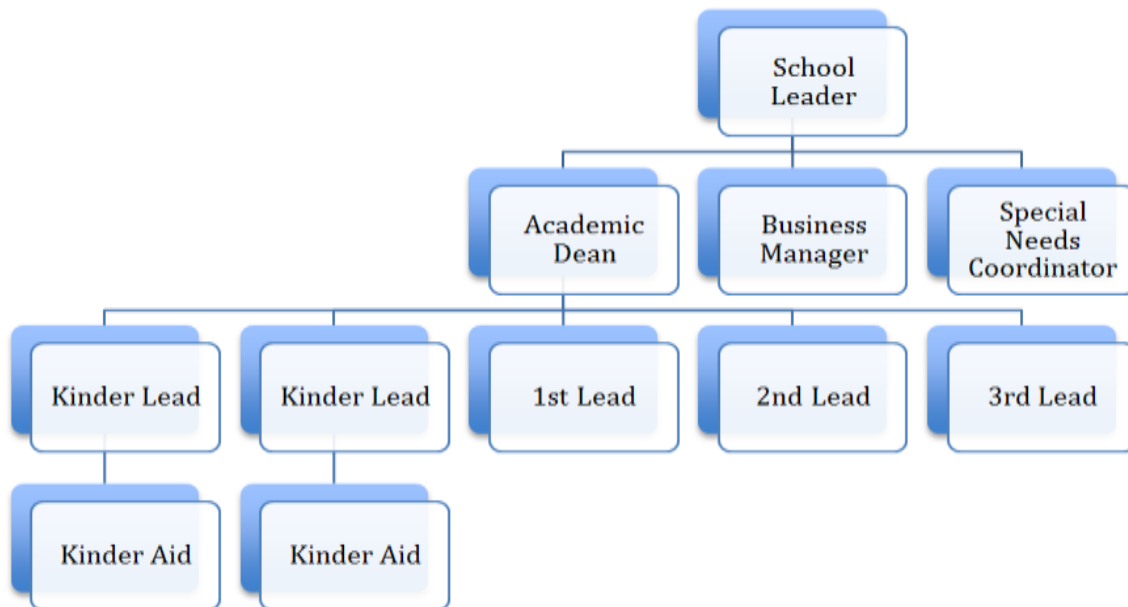 School
Leader
Academic
Dean
Business
Manager
Special
Needs
Coordinator
Kinder Lead
Kinder Lead
1st Lead
2nd Lead
3rd Lead
Kinder Aid
Kinder Aid